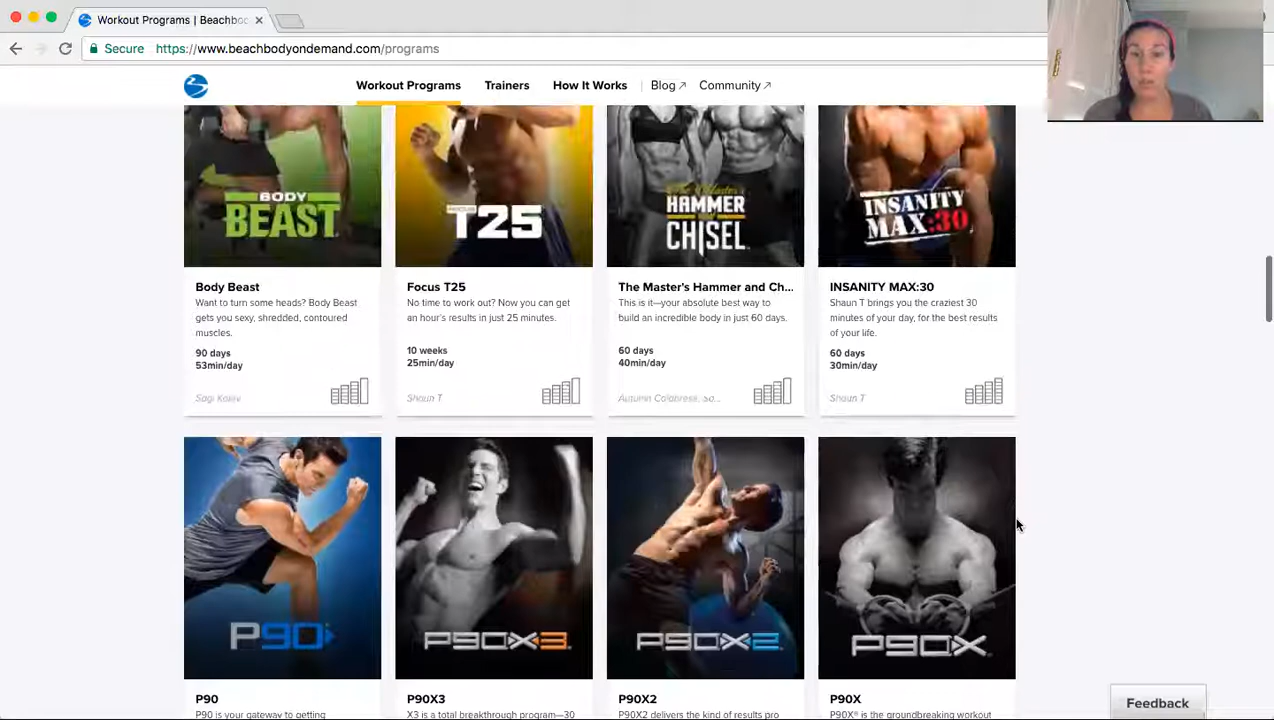 Workout Programs | Beachbo
Secure https://www.beachbodyondemand.com/programs
Workout Programs Trainers How It Works Blog Community
BODY
BEAST
FOCUS
T25
The Master's
HAMMER
CHISEL
INSANITY
MAX:30
Body Beast
Want to turn some heads? Body Beast
gets you sexy, shredded, contoured
muscles.
90 days
53min/day
Sagi Kalev
Focus T25
No time to work out? Now you can get
an hour's results in just 25 minutes.
10 weeks
25min/day
Shaun T
The Master's Hammer and Ch...
This is it—your absolute best way to
build an incredible body in just 60 days.
60 days
40min/day
Autumn Calabrese, Sa...
INSANITY MAX:30
Shaun T brings you the craziest 30
minutes of your day, for the best results
of your life.
60 days
30min/day
Shaun T
P90
P90X3
P90X2
P90X
P90
P90 is your gateway to getting
P90X3
X3 is a total breakthrough program—30
P90X2
P90X2 delivers the kind of results pro
P90X
P90X® is the groundbreaking workout
Feedback